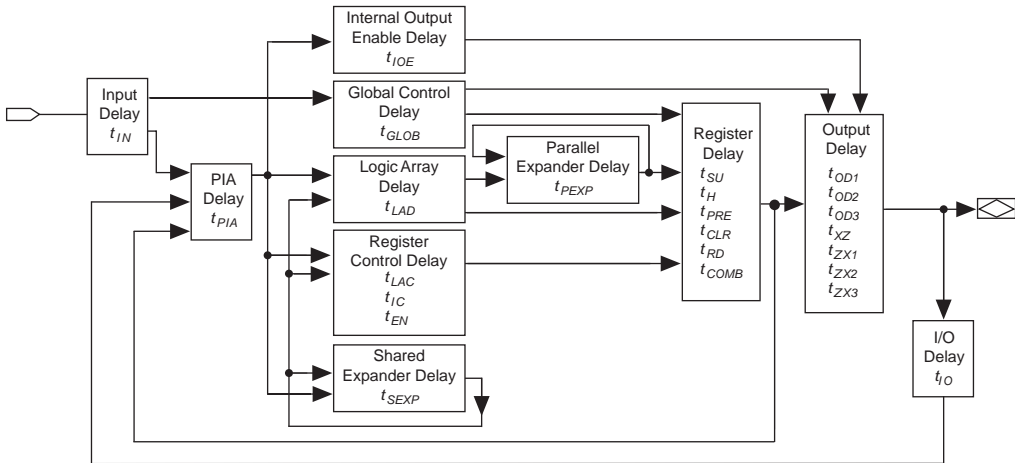 Internal Output
Enable Delay
tIOE
Input
Delay
tIN
Global Control
Delay
tGLOB
PIA
Delay
tPIA
Logic Array
Delay
tLAD
Parallel
Expander Delay
tPEXP
Register
Delay
tSU
tH
tPRE
tCLR
tRD
tCOMB
Output
Delay
tOD1
tOD2
tOD3
tXZ
tZX1
tZX2
tZX3
Register
Control Delay
tLAC
tIC
tEN
Shared
Expander Delay
tSEXP
I/O
Delay
tIO